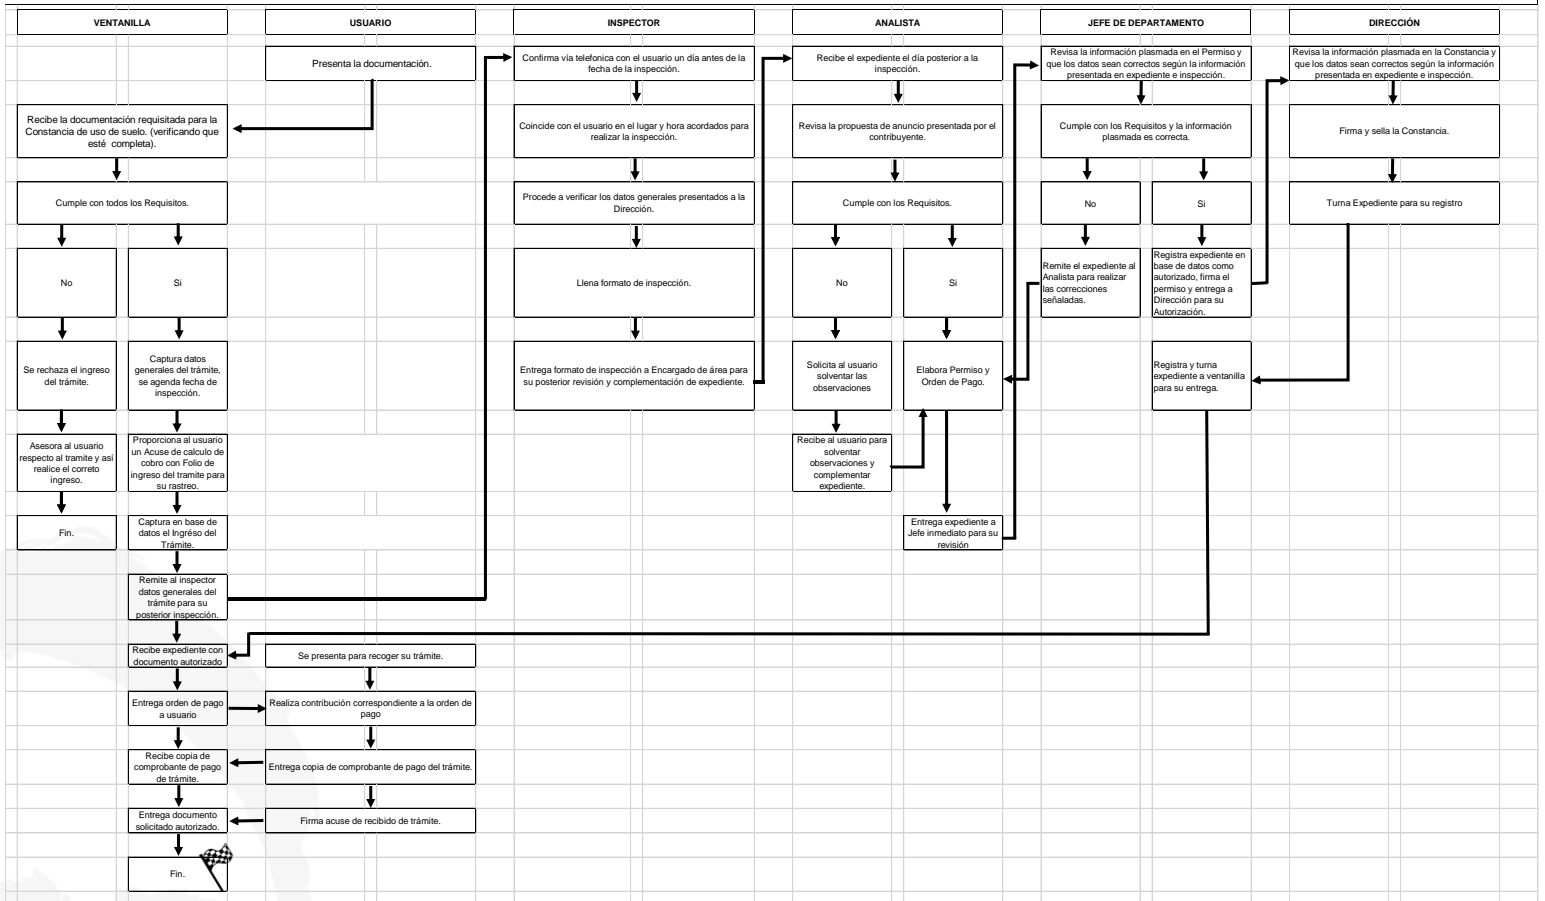 VENTANILLA
USUARIO
INSPECTOR
ANALISTA
JEFE DE DEPARTAMENTO
DIRECCIÓN
Presenta la documentación.
Recibe la documentación requisitada para la
Constancia de uso de suelo. (verificando que
esté completa).
Cumple con todos los Requisitos.
No
Si
Se rechaza el ingreso
del trámite.
Captura datos
generales del trámite,
se agenda fecha de
inspección.
Asesora al usuario
respecto al tramite y así
realice el correto
ingreso.
Proporciona al usuario
un Acuse de calculo de
cobro con Folio de
ingreso del tramite para
su rastreo.
Fin.
Captura en base de
datos el Ingréso del
Trámite.
Remite al inspector
datos generales del
trámite para su
posterior inspección.
Recibe expediente con
documento autorizado
Se presenta para recoger su trámite.
Entrega orden de pago
a usuario
Realiza contribución correspondiente a la orden de
pago
Recibe copia de
comprobante de pago
de trámite.
Entrega copia de comprobante de pago del trámite.
Entrega documento
solicitado autorizado.
Firma acuse de recibido de trámite.
Fin.
Confirma vía telefonica con el usuario un día antes de la
fecha de la inspección.
Coincide con el usuario en el lugar y hora acordados para
realizar la inspección.
Procede a verificar los datos generales presentados a la
Dirección.
Llena formato de inspección.
Entrega formato de inspección a Encargado de área para
su posterior revisión y complementación de expediente.
Recibe el expediente el día posterior a la
inspección.
Revisa la propuesta de anuncio presentada por el
contribuyente.
Cumple con los Requisitos.
No
Si
Solicita al usuario
solventar las
observaciones
Elabora Permiso y
Orden de Pago.
Recibe al usuario para
solventar
observaciones y
complementar
expediente.
Entrega expediente a
Jefe inmediato para su
revisión
Revisa la información plasmada en el Permiso y
que los datos sean correctos según la información
presentada en expediente e inspección.
Cumple con los Requisitos y la información
plasmada es correcta.
No
Si
Remite el expediente al
Analista para realizar
las correcciones
señaladas.
Registra expediente en
base de datos como
autorizado, firma el
permiso y entrega a
Dirección para su
Autorización.
Registra y turna
expediente a ventanilla
para su entrega.
Revisa la información plasmada en la Constancia y
que los datos sean correctos según la información
presentada en expediente e inspección.
Firma y sella la Constancia.
Turna Expediente para su registro